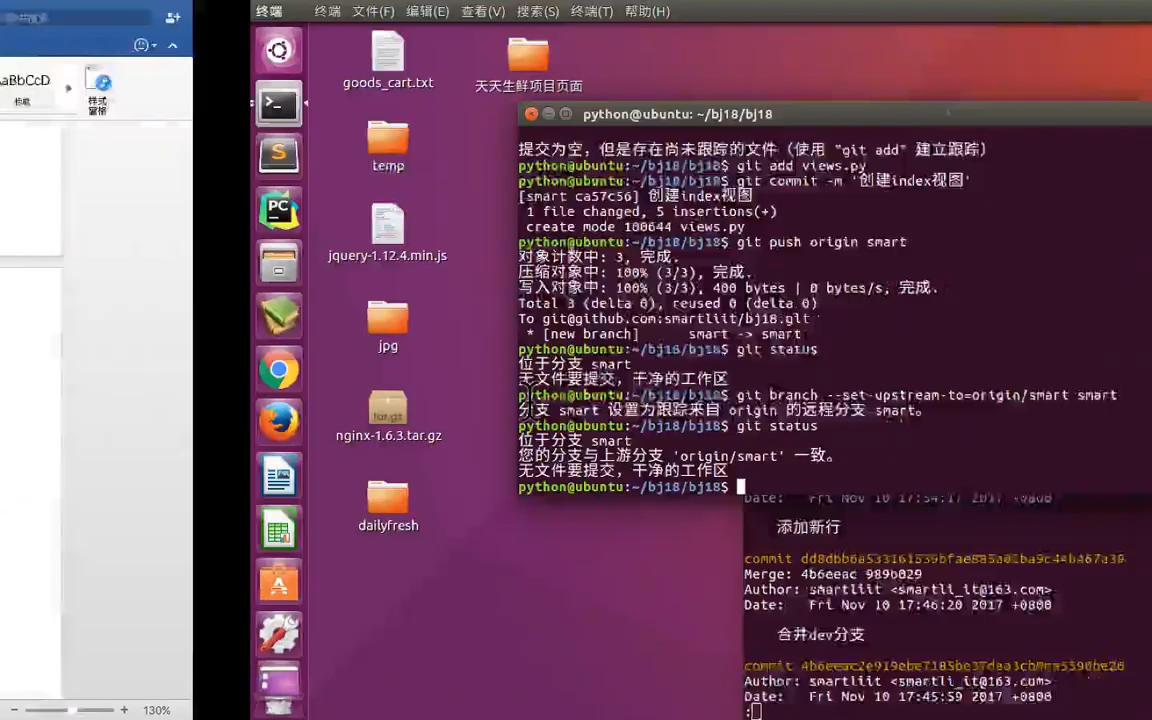 终端 终端 文件(F) 编辑(E) 查看(V) 搜索(S) 终端(T) 帮助(H)
AaBbCcD
样式
窗格
130%
goods_cart.txt
天天生鲜项目页面
temp
jquery-1.12.4.min.js
jpg
tar.gz
nginx-1.6.3.tar.gz
dailyfresh
python@ubuntu: ~/bj18/bj18
提交为空，但是存在尚未跟踪的文件（使用 "git add" 建立跟踪）
python@ubuntu:~/bj18/bj18$ git add views.py
python@ubuntu:~/bj18/bj18$ git commit -m '创建index视图'
[smart ca57c56] 创建index视图
1 file changed, 5 insertions(+)
create mode 100644 views.py
python@ubuntu:~/bj18/bj18$ git push origin smart
对象计数中: 3, 完成.
压缩对象中: 100% (3/3), 完成.
写入对象中: 100% (3/3), 400 bytes | 0 bytes/s, 完成.
Total 3 (delta 0), reused 0 (delta 0)
To git@github.com:smartliit/bj18.git
* [new branch] smart -> smart
python@ubuntu:~/bj18/bj18$ git status
位于分支 smart
无文件要提交，干净的工作区
python@ubuntu:~/bj18/bj18$ git branch --set-upstream-to=origin/smart smart
分支 smart 设置为跟踪来自 origin 的远程分支 smart。
python@ubuntu:~/bj18/bj18$ git status
位于分支 smart
您的分支与上游分支 'origin/smart' 一致。
无文件要提交，干净的工作区
python@ubuntu:~/bj18/bj18$
Date: Fri Nov 10 17:54:17 2017 +0800
添加新行
commit
Merge: 4b6eeac 989b029
Author: smartliit <smartli_it@163.com>
Date: Fri Nov 10 17:46:20 2017 +0800
合并dev分支
commit
Author: smartliit <smartli_it@163.com>
Date: Fri Nov 10 17:45:59 2017 +0800
: